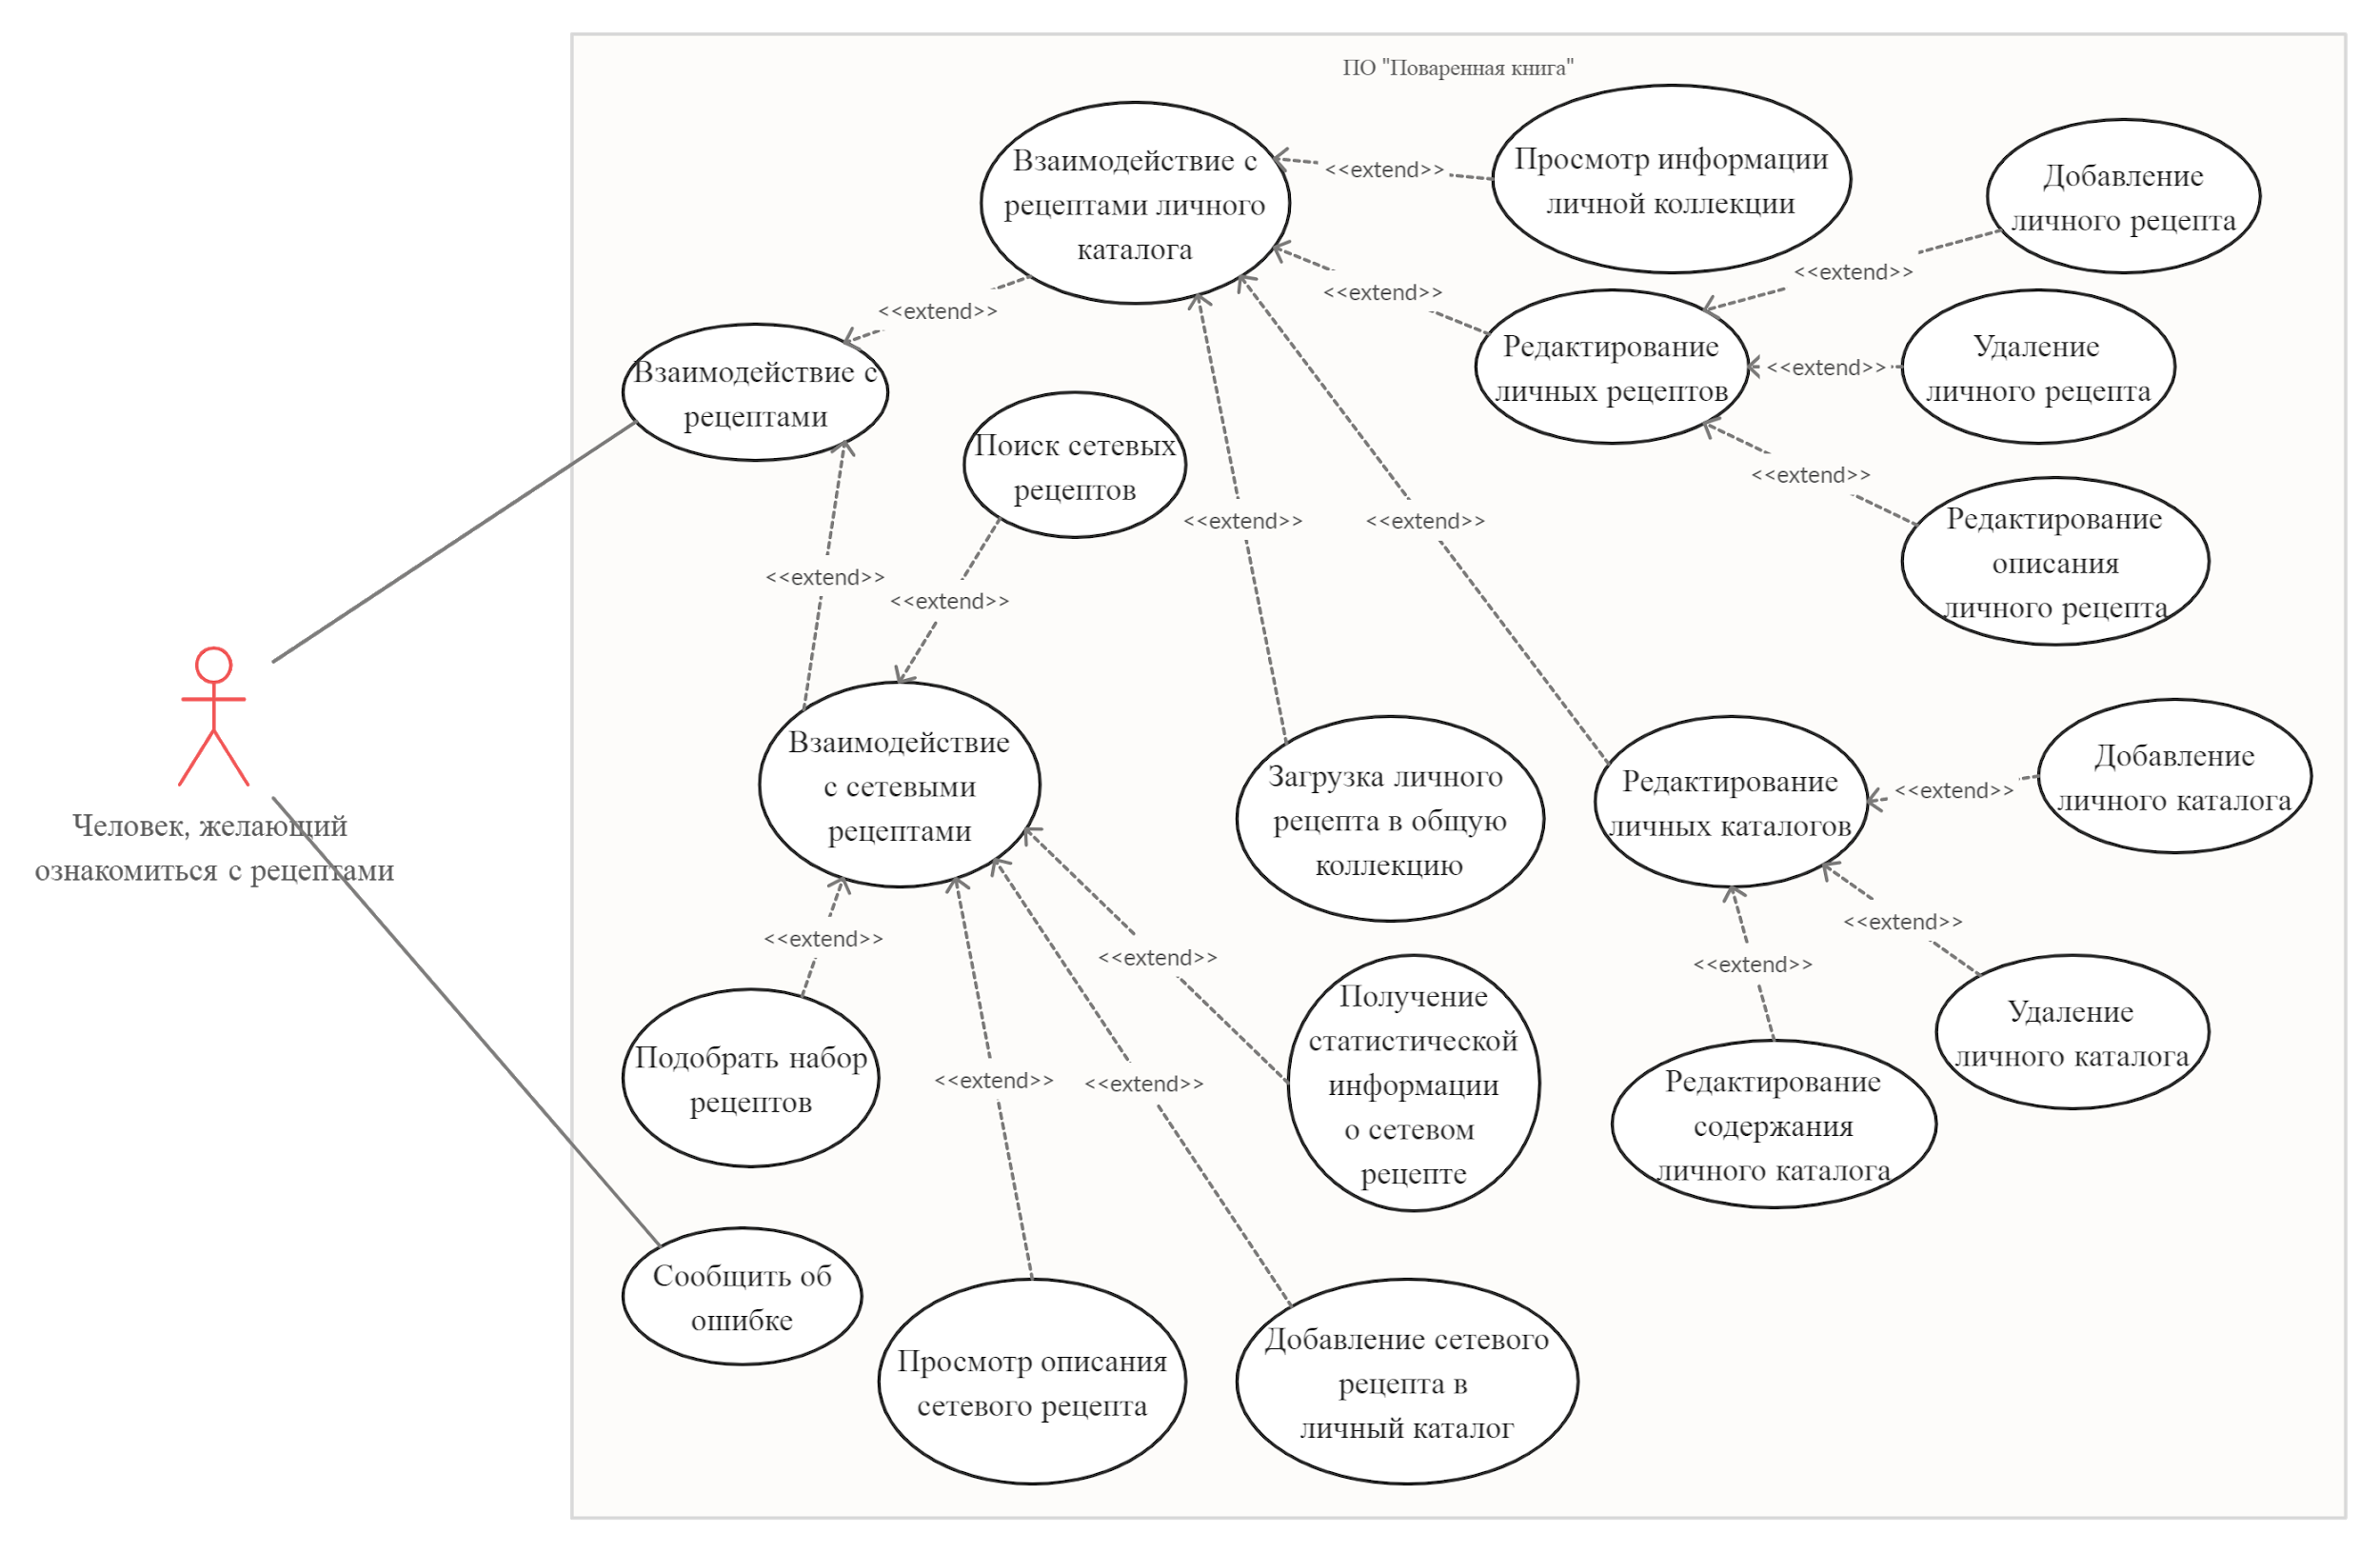 ПО "Поваренная книга"
Взаимодействие с
рецептами личного
каталога
<<extend>>
Просмотр информации
личной коллекции
Добавление
личного рецепта
<<extend>>
<<extend>>
<<extend>>
Взаимодействие с
рецептами
Редактирование
личных рецептов
<<extend>>
Удаление
личного рецепта
Поиск сетевых
рецептов
<<extend>>
Редактирование
описания
личного рецепта
<<extend>>
<<extend>>
<<extend>>
<<extend>>
Человек, желающий
ознакомиться с рецептами
Взаимодействие
с сетевыми
рецептами
Загрузка личного
рецепта в общую
коллекцию
Редактирование
личных каталогов
<<extend>>
Добавление
личного каталога
<<extend>>
<<extend>>
<<extend>>
<<extend>>
Подобрать набор
рецептов
<<extend>>
<<extend>>
Получение
статистической
информации
о сетевом
рецепте
Редактирование
содержания
личного каталога
Удаление
личного каталога
Сообщить об
ошибке
Просмотр описания
сетевого рецепта
Добавление сетевого
рецепта в
личный каталог